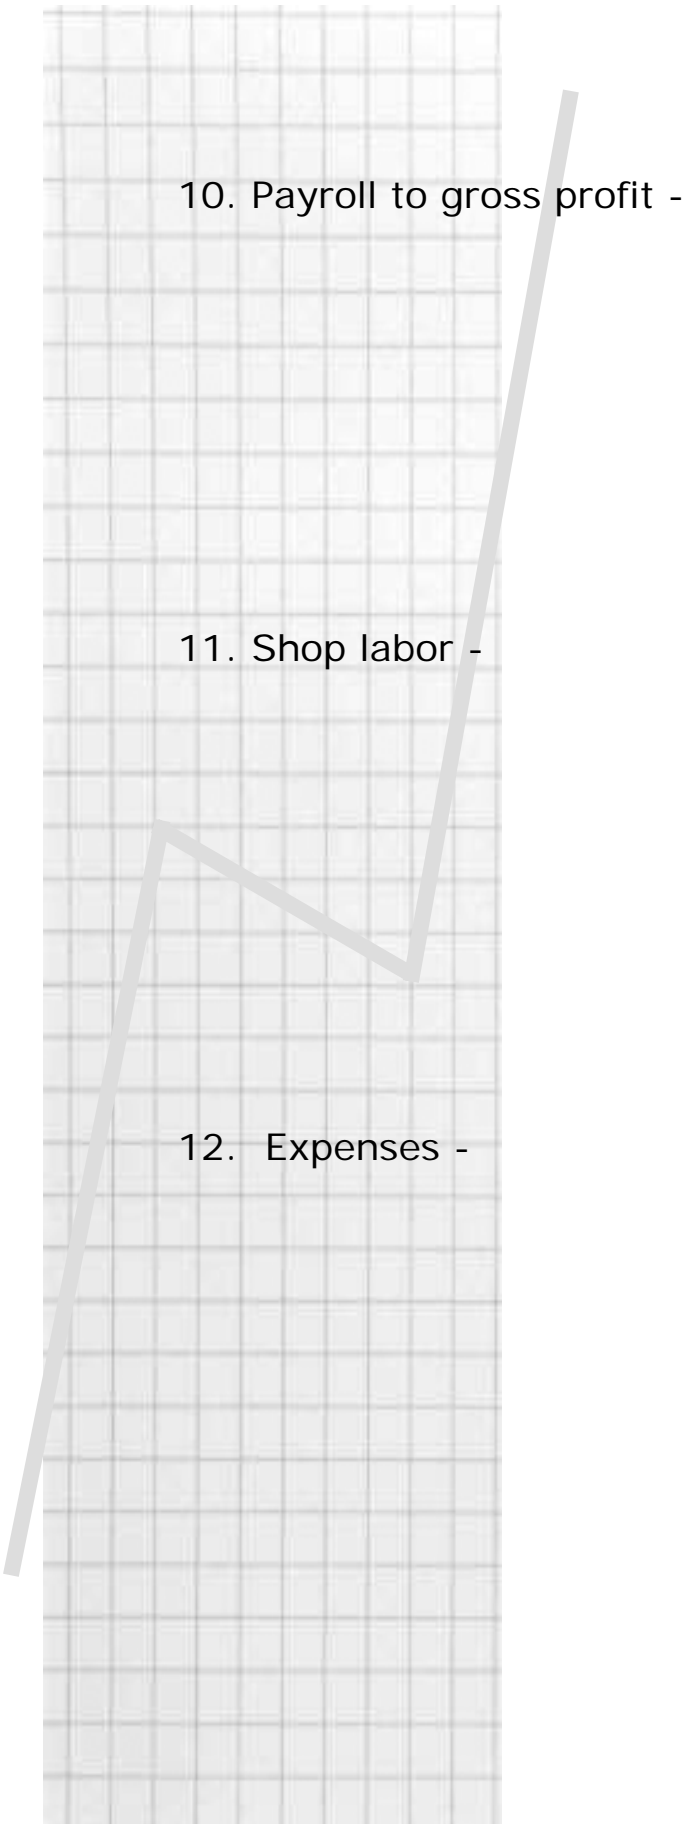 10. Payroll to gross profit -
11. Shop labor -
12. Expenses -